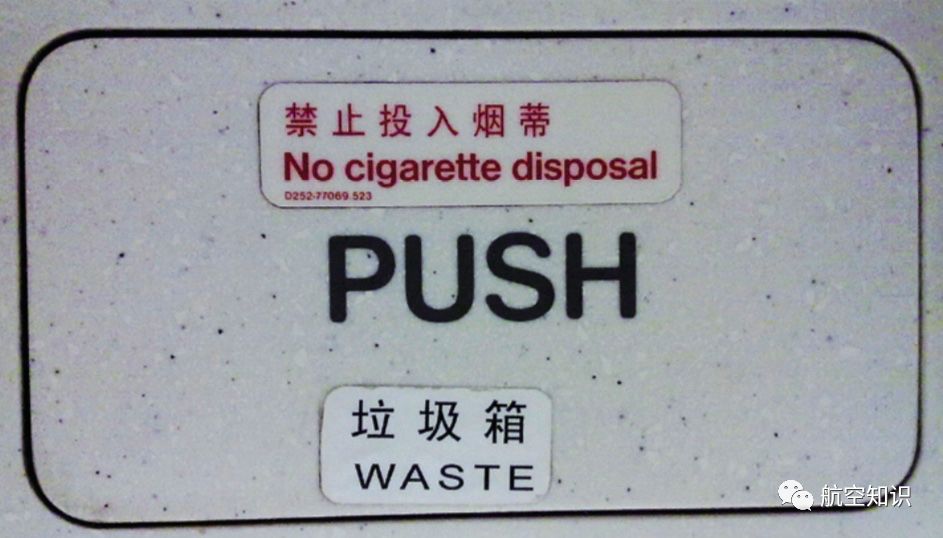 禁止投入烟蒂
No cigarette disposal
D252-77069.523
PUSH
垃圾箱
WASTE
航空知识